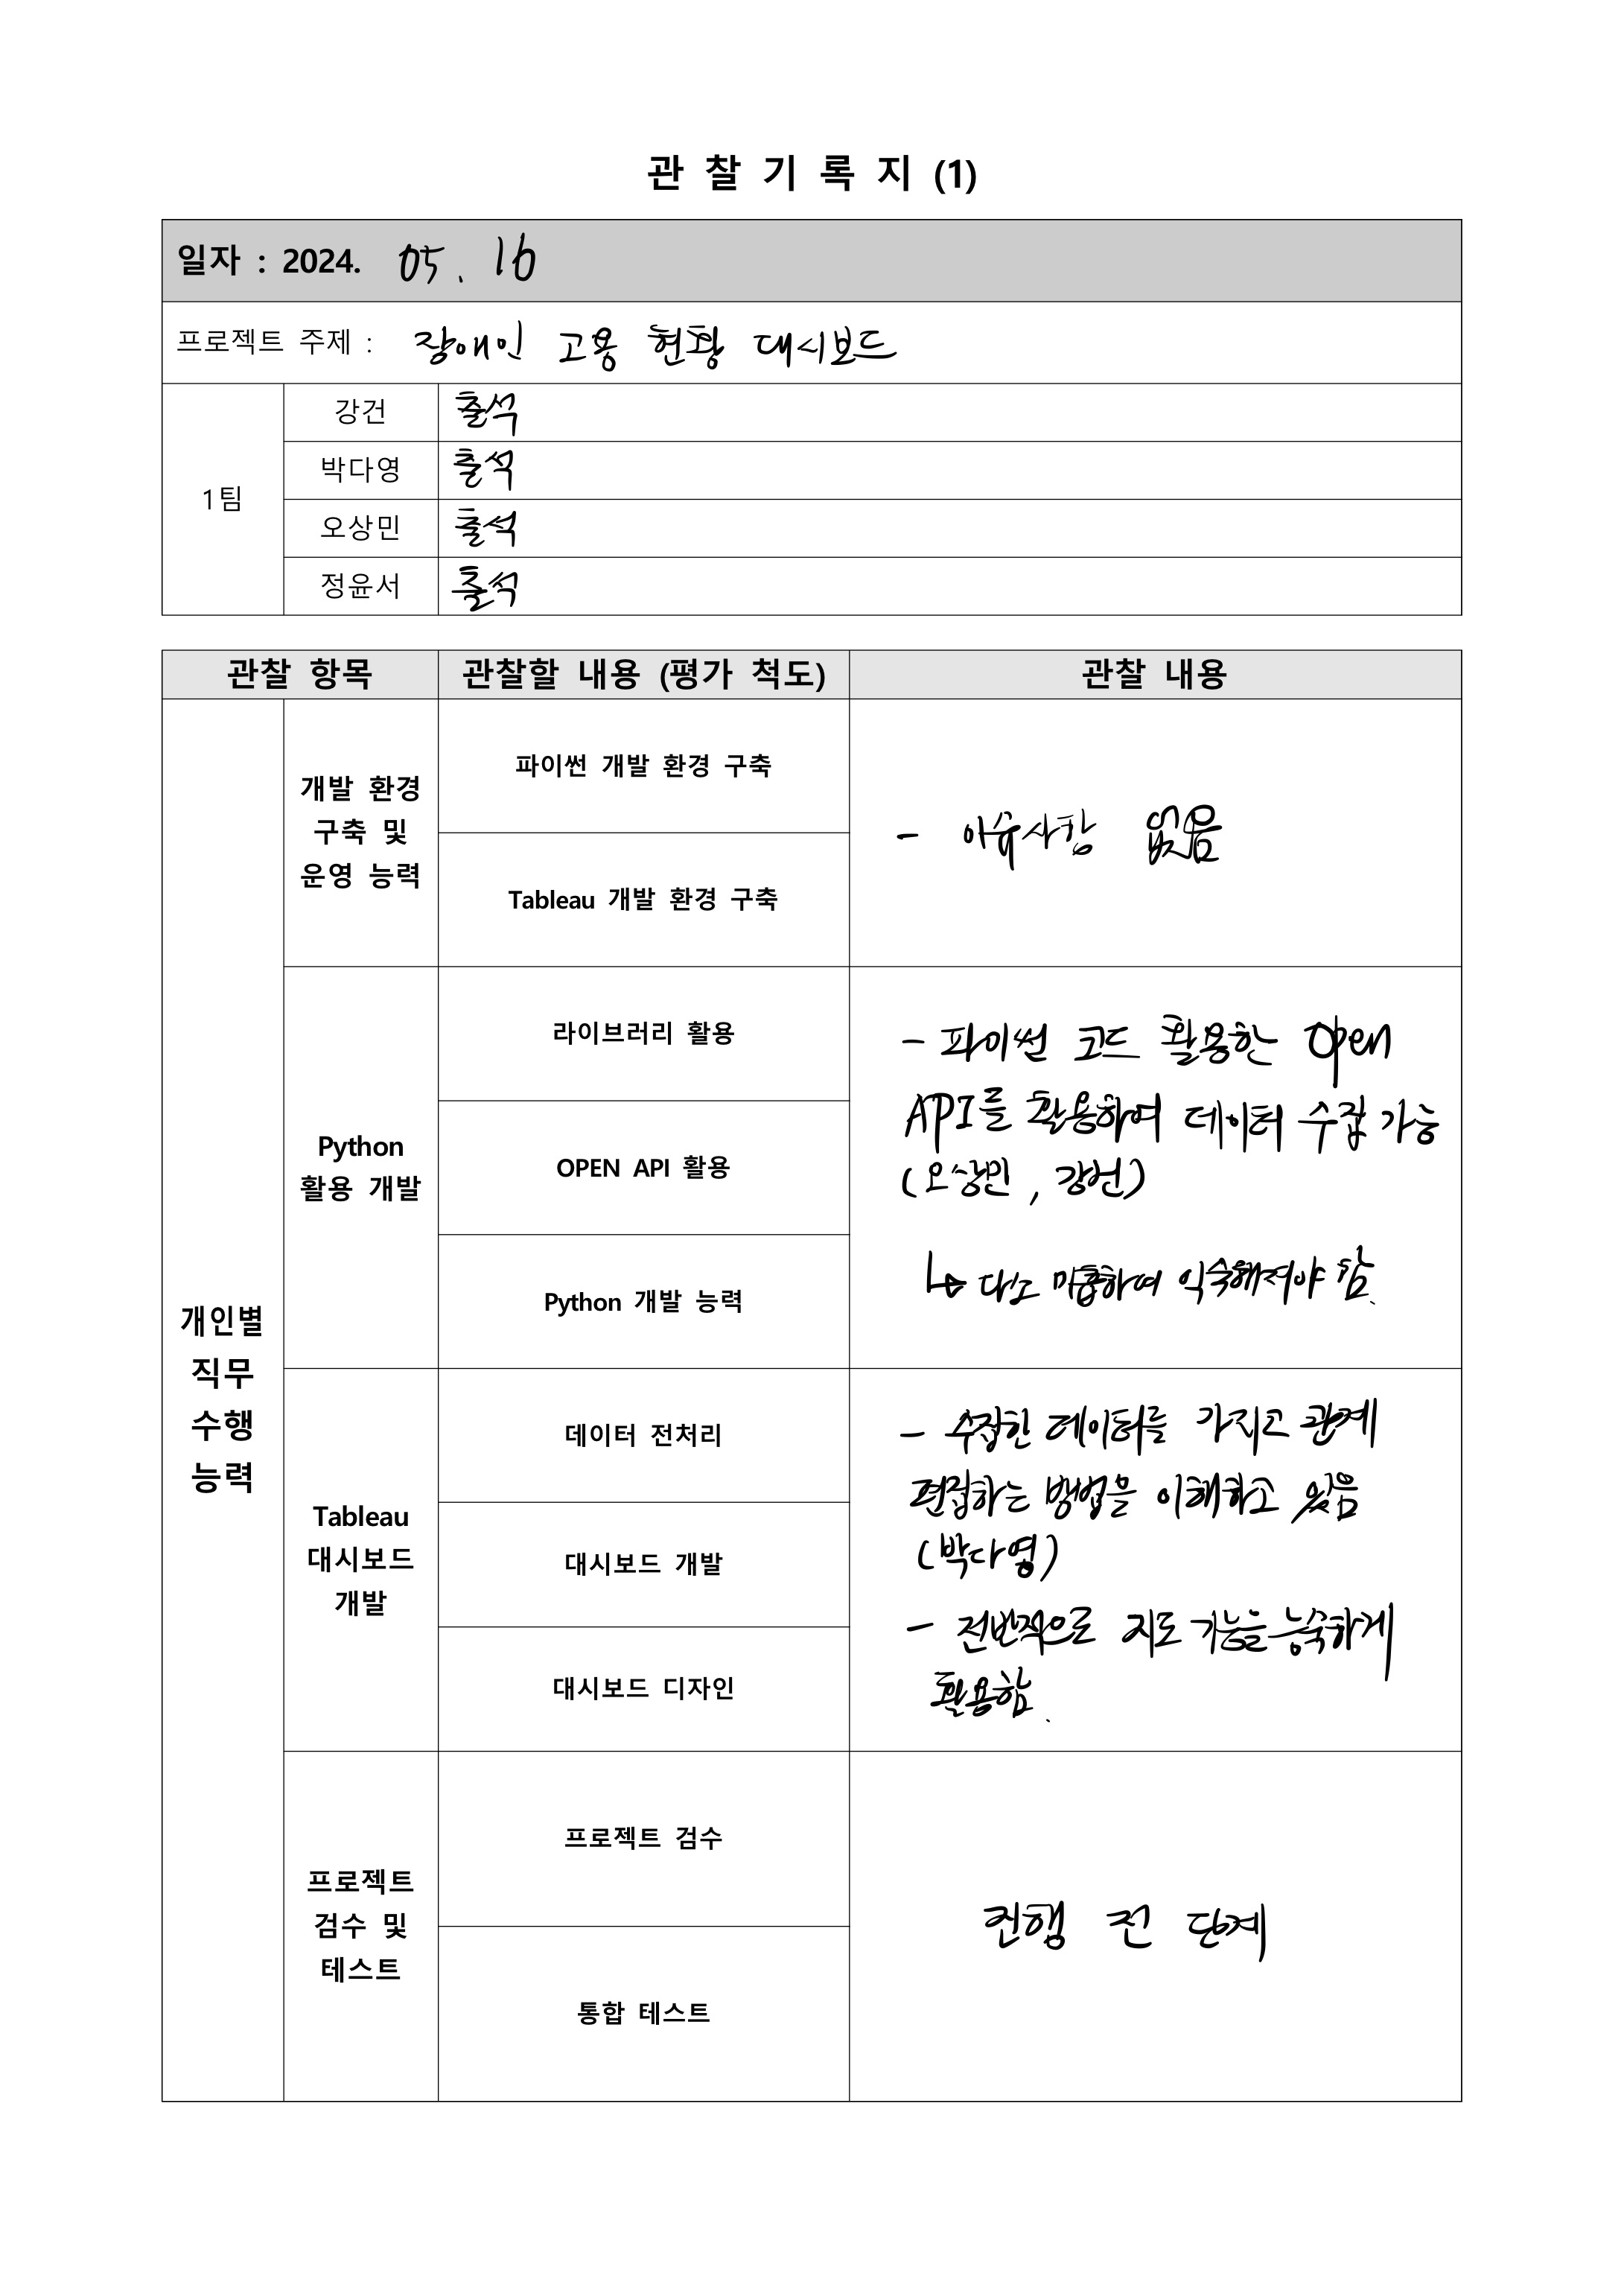 관 찰 기 록 지 (1)
일자 : 2024. 05. 16
프로젝트 주제 : 장애인 고용 현황 대시보드
1팀
강건 출석
박다영 출석
오상민 출석
정윤서 출석
관찰 항목 관찰할 내용 (평가 척도) 관찰 내용
개인별
직무
수행
능력
개발 환경
구축 및
운영 능력
파이썬 개발 환경 구축
Tableau 개발 환경 구축
- 없음
Python
활용 개발
라이브러리 활용
OPEN API 활용
Python 개발 능력
- 파이썬 코드 활용한 open
API를 활용하여 데이터 수집 가능
(오상민, 강건)
↳ 다소 미흡하여 익숙해져야 함.
Tableau
대시보드
개발
데이터 전처리
대시보드 개발
대시보드 디자인
- 수집한 데이터를 가지고 관계
편집하는 방법을 이해하고 있음
(박다영)
- 전반적으로 지도 기능을 능숙하게
활용함.
프로젝트
검수 및
테스트
프로젝트 검수
통합 테스트
진행 전 단계